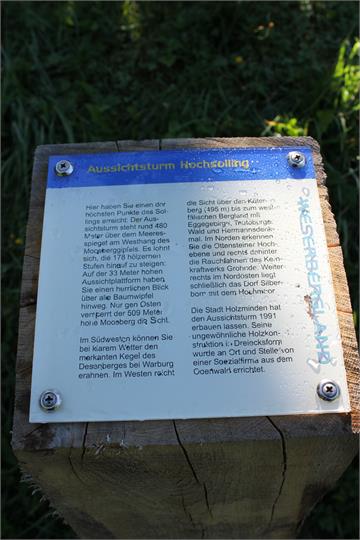 Aussichtsturm Hochsolling
Hier haben Sie einen der
höchsten Punkte des Sol-
lings erreicht: Der Aus-
sichtsturm steht rund 480
Meter über dem Meeres-
spiegel am Westhang des
Moosberggipfels. Es lohnt
sich, die 178 hölzernen
Stufen hinauf zu steigen:
Auf der 33 Meter hohen
Aussichtplattform haben
Sie einen herrlichen Blick
über alle Baumwipfel
hinweg. Nur gen Osten
versperrt der 509 Meter
hohe Moosberg die Sicht.
Im Südwesten können Sie
bei klarem Wetter den
markanten Kegel des
Desenberges bei Warburg
erahnen. Im Westen reicht
die Sicht über den Köter-
berg (495 m) bis zum west-
fälischen Bergland mit
Eggegebirge, Teutoburger
Wald und Hermannsdenk-
mal. Im Norden erkennen
Sie die Ottensteiner Hoch-
ebene und rechts dahinter
die Rauchfahnen des Kern-
kraftwerks Grohnde. Weiter
rechts im Nordosten liegt
schließlich das Dorf Silber-
born mit dem Hochmoor.
Die Stadt Holzminden hat
den Aussichtsturm 1991
erbauen lassen. Seine
ungewöhnliche Holzkon-
struktion in Dreiecksform
wurde an Ort und Stelle von
einer Spezialfirma aus dem
Odenwald errichtet.